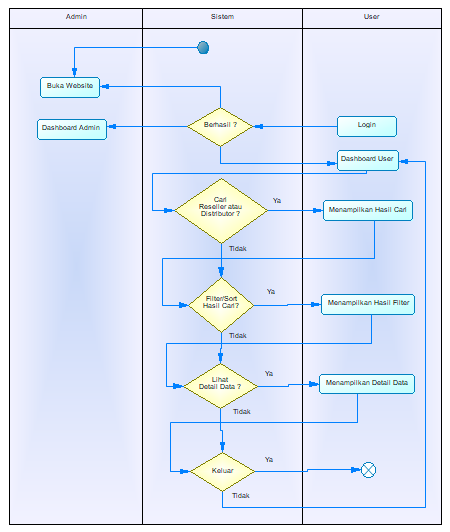 Admin
Sistem
User
Buka Website
Dashboard Admin
Berhasil ?
Login
Dashboard User
Cari
Reseller atau
Distributor ?
Ya
Menampilkan Hasil Cari
Tidak
Filter/Sort
Hasil Cari?
Ya
Menampilkan Hasil Filter
Tidak
Lihat
Detail Data ?
Ya
Menampilkan Detail Data
Tidak
Keluar
Ya
Tidak